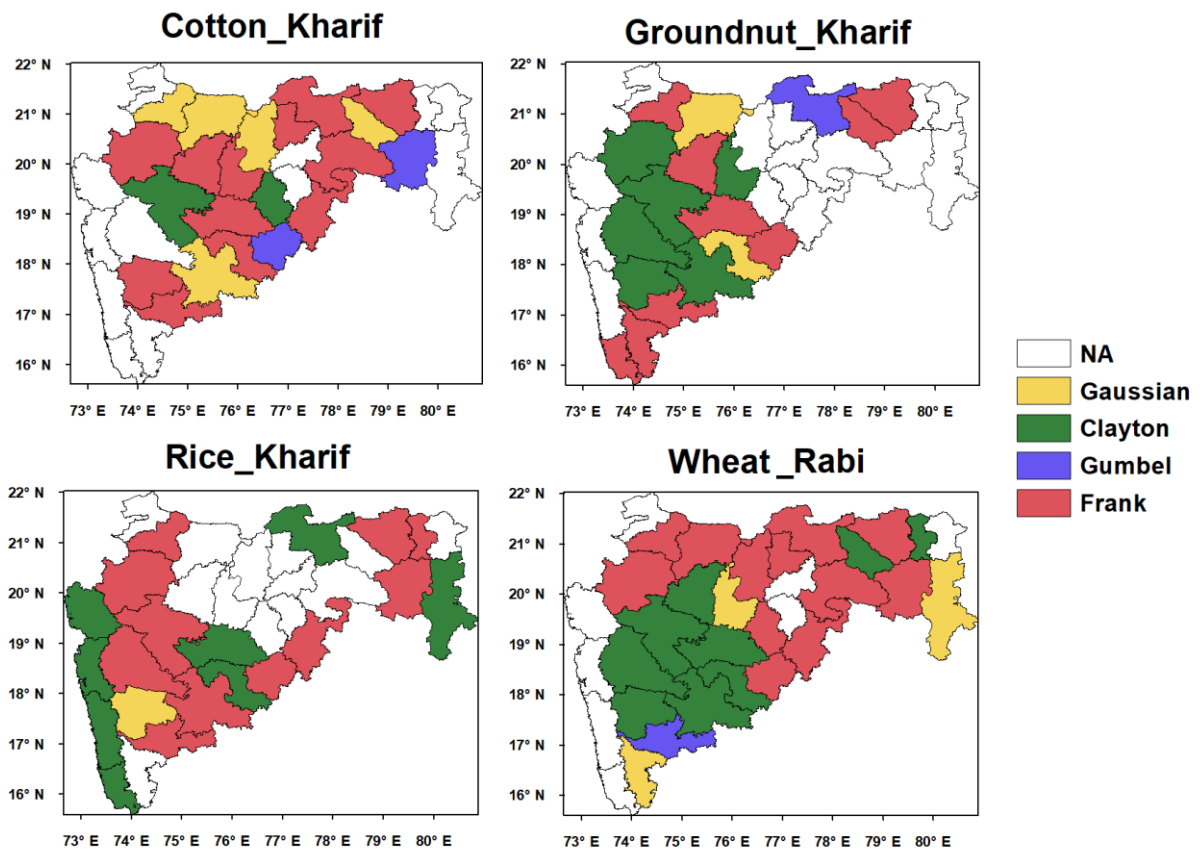 Cotton_Kharif
Groundnut_Kharif
22° N
21° N
20° N
19° N
18° N
17° N
16° N
73° E 74° E 75° E 76° E 77° E 78° E 79° E 80° E
22° N
21° N
20° N
19° N
18° N
17° N
16° N
73° E 74° E 75° E 76° E 77° E 78° E 79° E 80° E
NA
Gaussian
Clayton
Gumbel
Frank
Rice_Kharif
Wheat_Rabi
22° N
21° N
20° N
19° N
18° N
17° N
16° N
73° E 74° E 75° E 76° E 77° E 78° E 79° E 80° E
22° N
21° N
20° N
19° N
18° N
17° N
16° N
73° E 74° E 75° E 76° E 77° E 78° E 79° E 80° E